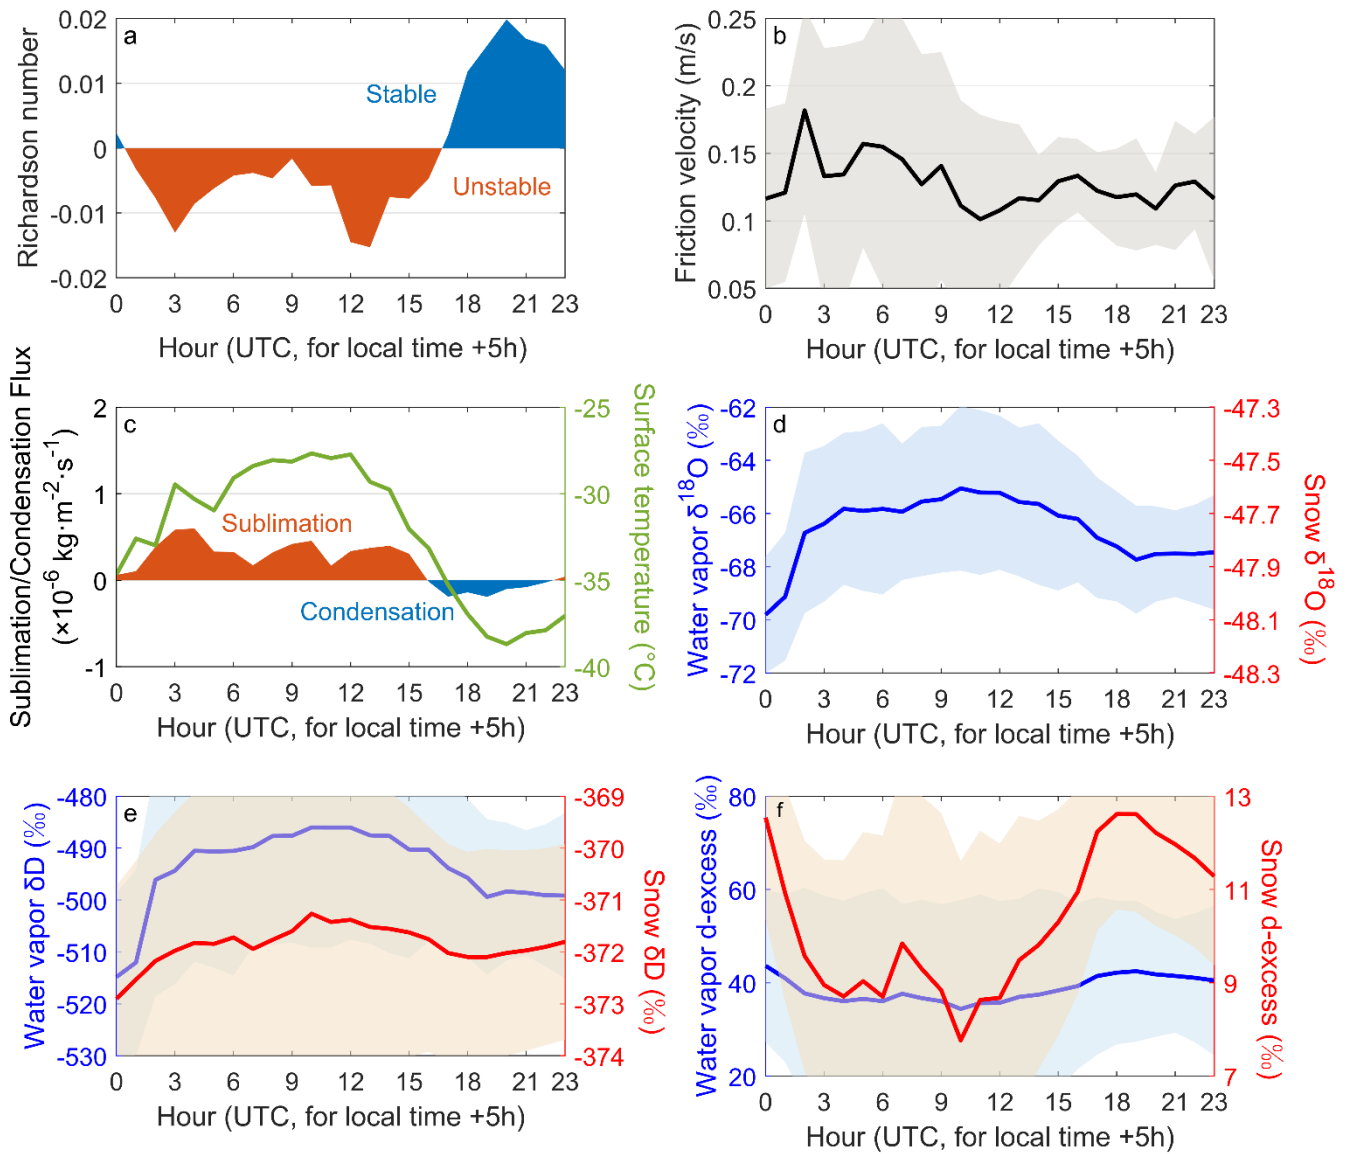 a
0.02
0.01
0
-0.01
-0.02
Richardson number
Stable
Unstable
0 3 6 9 12 15 18 21 23
Hour (UTC, for local time +5h)
b
0.25
0.2
0.15
0.1
0.05
Friction velocity (m/s)
0 3 6 9 12 15 18 21 23
Hour (UTC, for local time +5h)
c
Sublimation/Condensation Flux
(×10⁻⁶ kg·m⁻²·s⁻¹)
2
1
0
-1
Sublimation
Condensation
-25
-30
-35
-40
Surface temperature (°C)
0 3 6 9 12 15 18 21 23
Hour (UTC, for local time +5h)
d
Water vapor δ¹⁸O (‰)
-62
-64
-66
-68
-70
-72
-47.3
-47.5
-47.7
-47.9
-48.1
-48.3
Snow δ¹⁸O (‰)
0 3 6 9 12 15 18 21 23
Hour (UTC, for local time +5h)
e
Water vapor δD (‰)
-480
-490
-500
-510
-520
-530
-369
-370
-371
-372
-373
-374
Snow δD (‰)
0 3 6 9 12 15 18 21 23
Hour (UTC, for local time +5h)
f
Water vapor d-excess (‰)
80
60
40
20
13
11
9
7
Snow d-excess (‰)
0 3 6 9 12 15 18 21 23
Hour (UTC, for local time +5h)